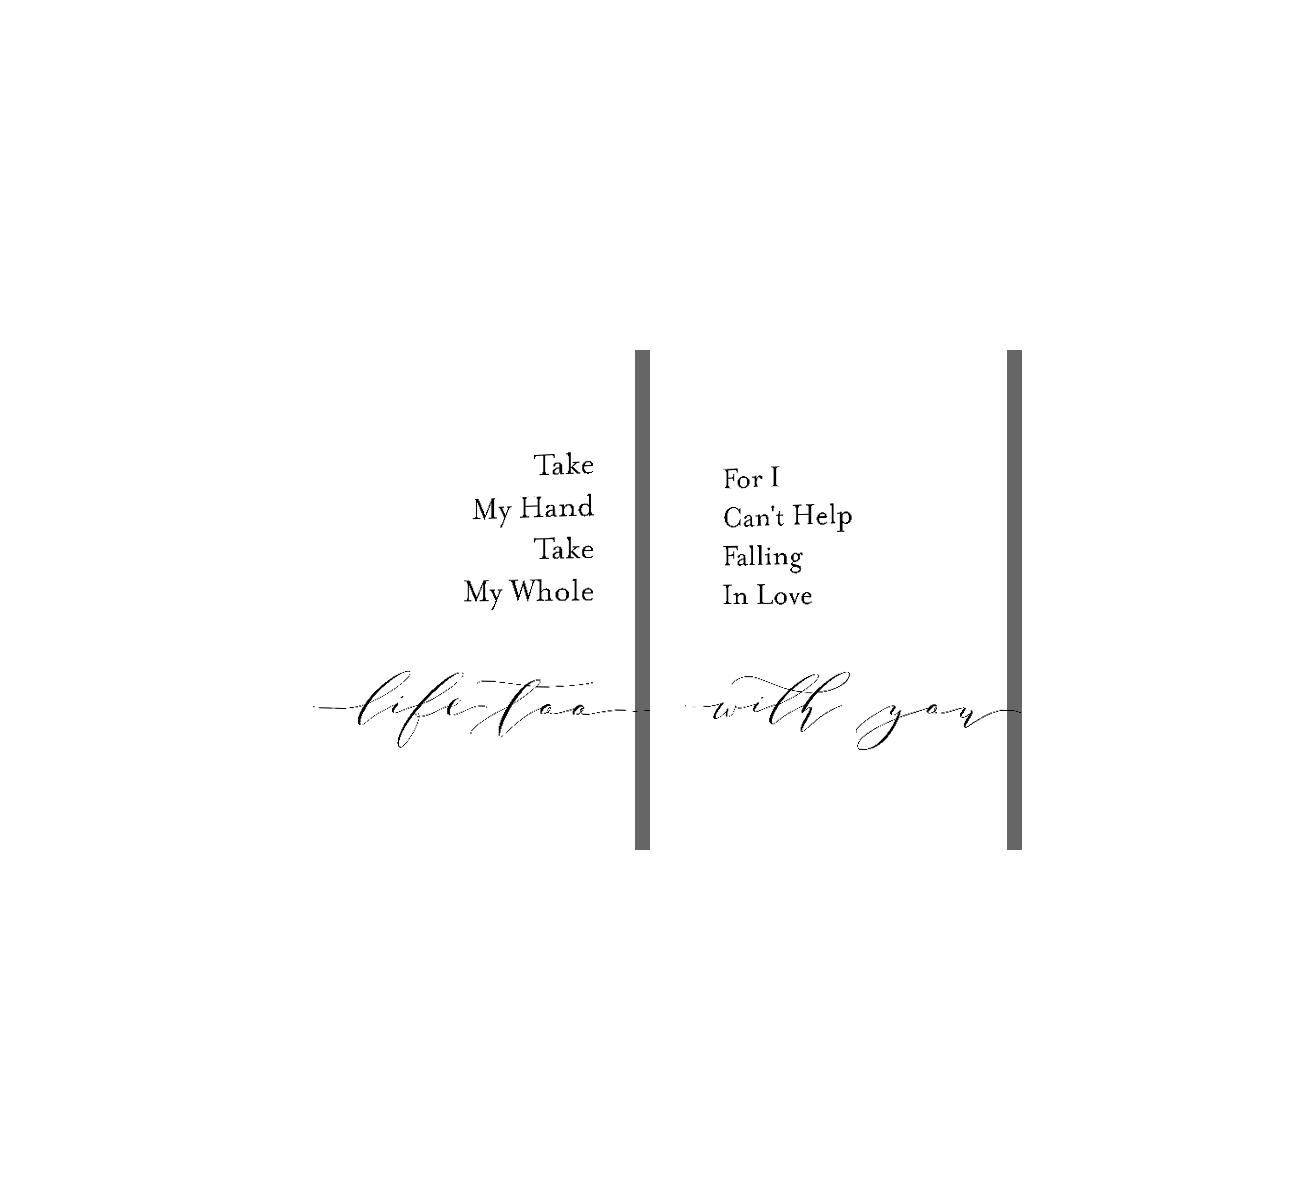 Take
My Hand
Take
My Whole
life too
For I
Can't Help
Falling
In Love
with you